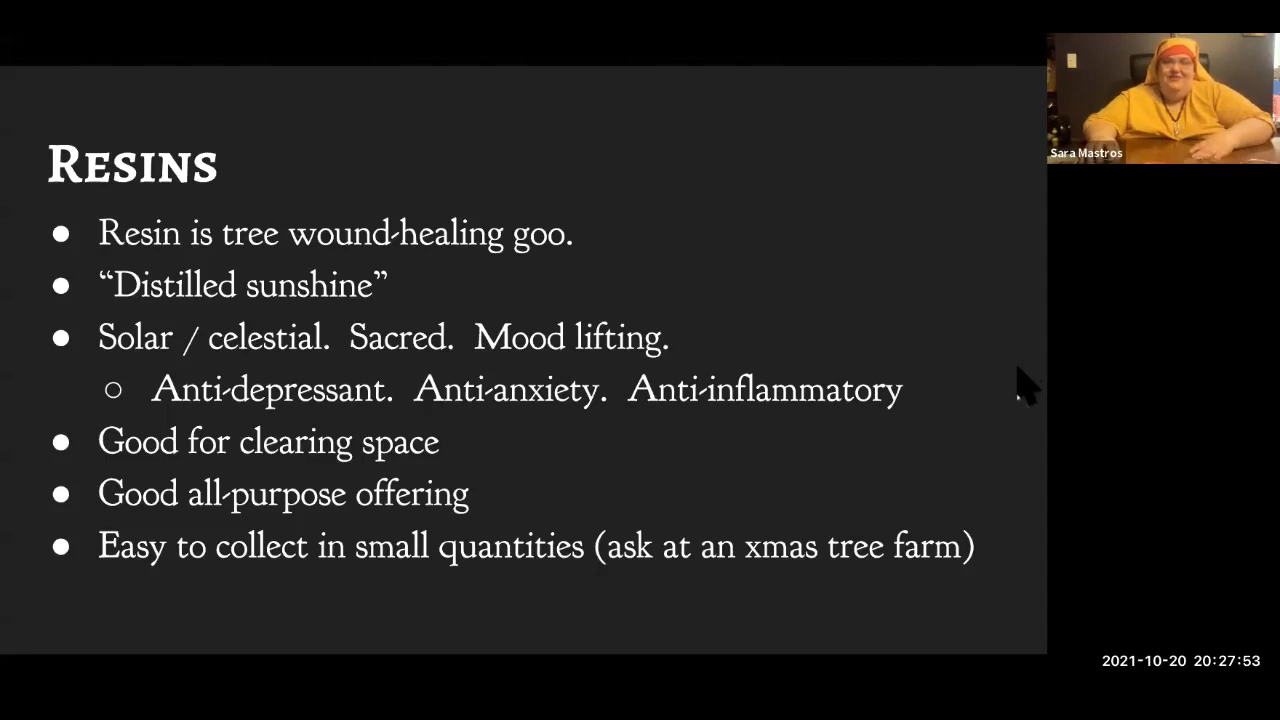 Resins
● Resin is tree wound-healing goo.
● “Distilled sunshine”
● Solar / celestial.  Sacred.  Mood lifting.
○ Anti-depressant.  Anti-anxiety.  Anti-inflammatory
● Good for clearing space
● Good all-purpose offering
● Easy to collect in small quantities (ask at an xmas tree farm)
Sara Mastros
2021-10-20 20:27:53